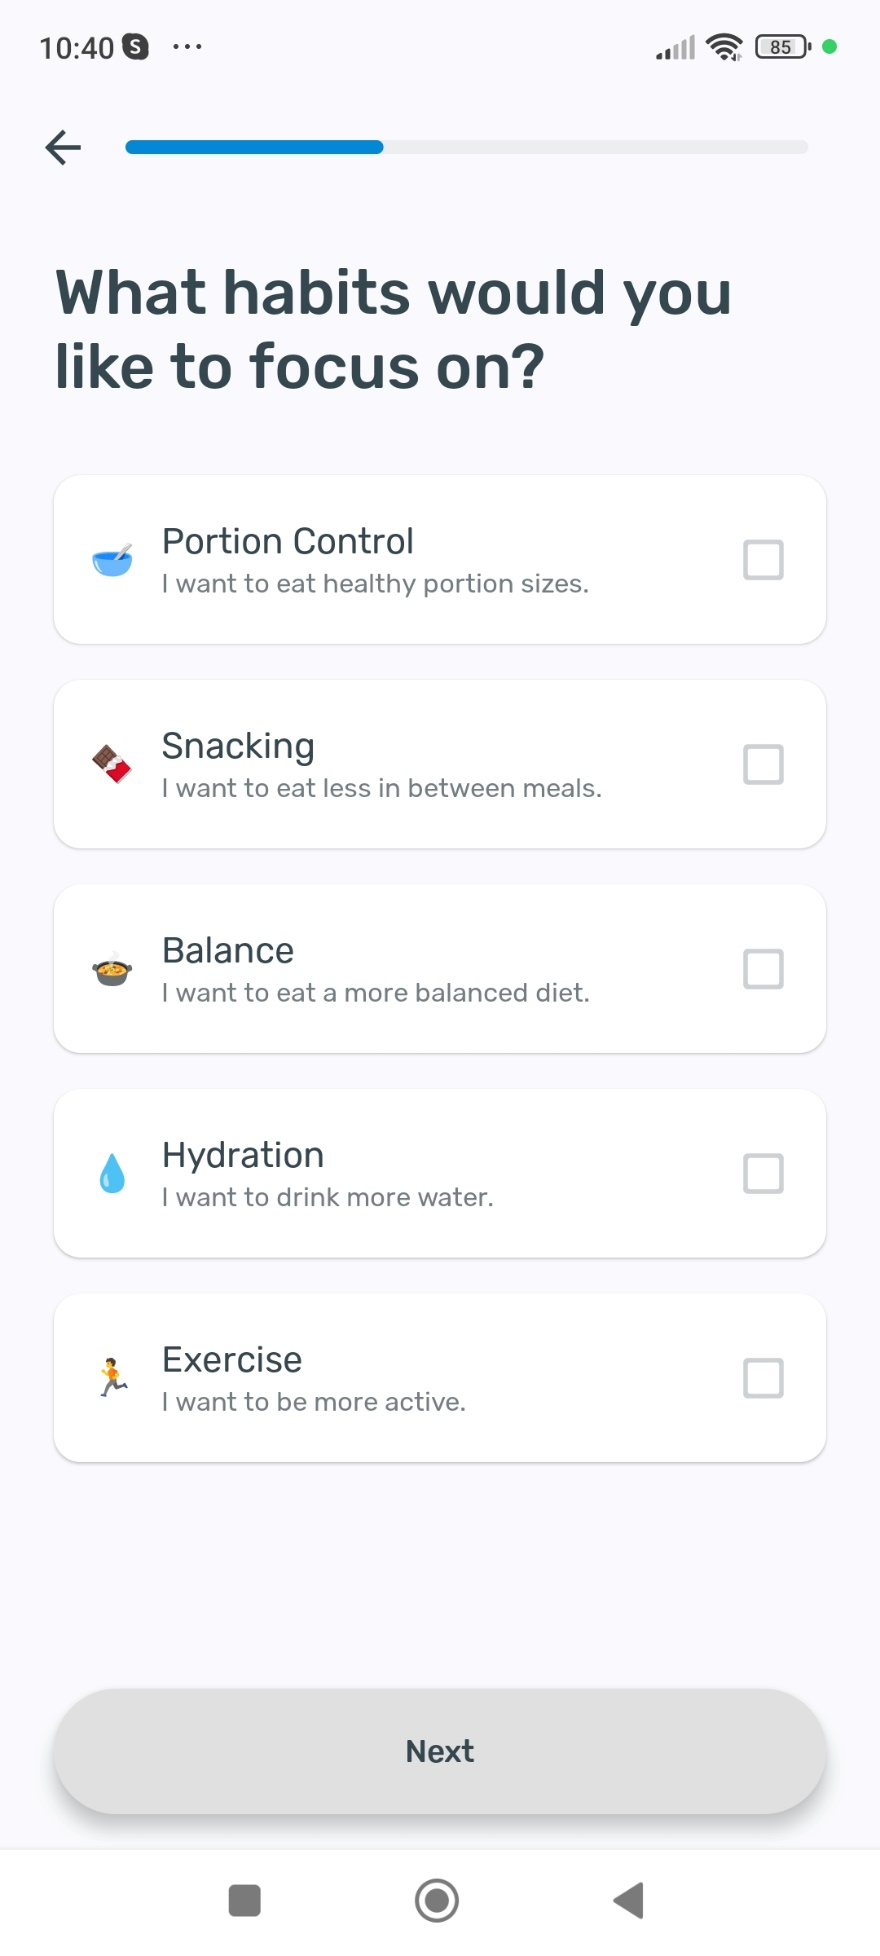 10:40 S ...
85
What habits would you
like to focus on?
Portion Control
I want to eat healthy portion sizes.
Snacking
I want to eat less in between meals.
Balance
I want to eat a more balanced diet.
Hydration
I want to drink more water.
Exercise
I want to be more active.
Next